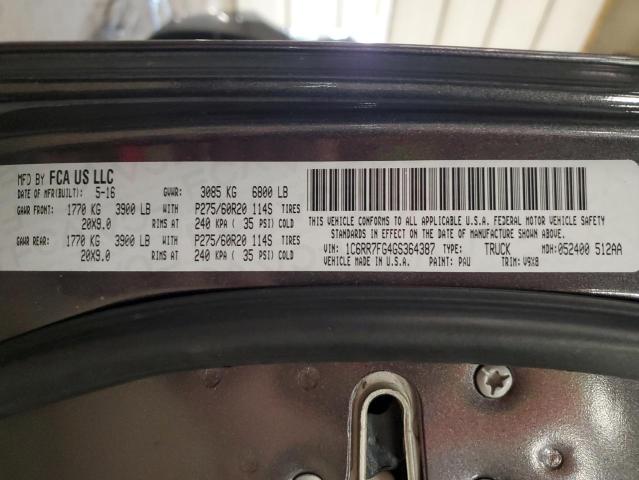 MFD BY FCA US LLC
DATE OF MFR(BUILT): 5-16 GVWR: 3085 KG 6800 LB
GAWR FRONT: 1770 KG 3900 LB WITH P275/60R20 114S TIRES
20X9.0 RIMS AT 240 KPA ( 35 PSI) COLD
GAWR REAR: 1770 KG 3900 LB WITH P275/60R20 114S TIRES
20X9.0 RIMS AT 240 KPA ( 35 PSI) COLD
THIS VEHICLE CONFORMS TO ALL APPLICABLE U.S.A. FEDERAL MOTOR VEHICLE SAFETY
STANDARDS IN EFFECT ON THE DATE OF MANUFACTURE SHOWN ABOVE.
VIN: 1C6RR7FG4GS364387 TYPE: TRUCK MDH: 052400 512AA
VEHICLE MADE IN U.S.A. PAINT: PAU TRIM: V9X8